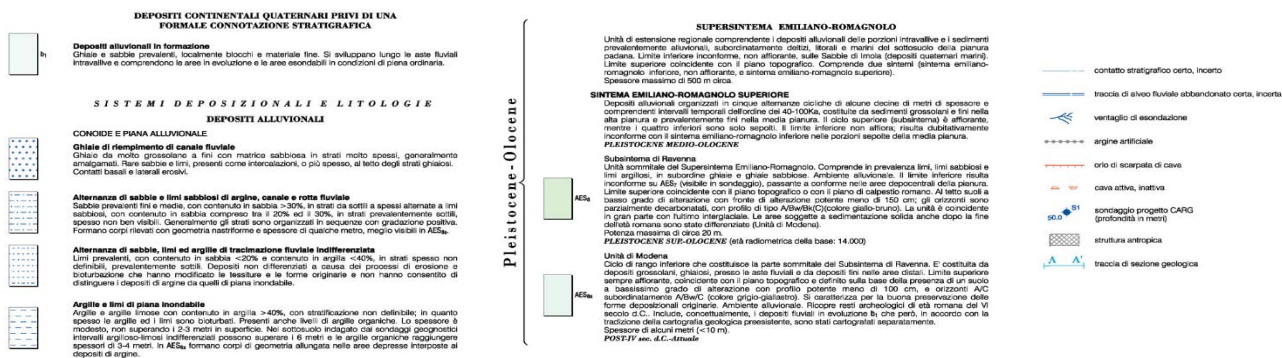 DEPOSITI CONTINENTALI QUATERNARI PRIVI DI UNA
FORMALE CONNOTAZIONE STRATIGRAFICA
b1
Depositi alluvionali in formazione
Ghiaie e sabbie prevalenti, localmente blocchi e materiale fine. Si sviluppano lungo le aste fluviali
intravallive e comprendono le aree in evoluzione e le aree esondabili in condizioni di piena ordinaria.
SISTEMI DEPOSIZIONALI E LITOLOGIE
DEPOSITI ALLUVIONALI
CONOIDE E PIANA ALLUVIONALE
Ghiaie di riempimento di canale fluviale
Ghiaie da molto grossolane a fini con matrice sabbiosa in strati molto spessi, generalmente
amalgamati. Rare sabbie e limi, presenti come intercalazioni, o più spesso, al tetto degli strati ghiaiosi.
Contatti basali e laterali erosivi.
Alternanza di sabbie e limi sabbiosi di argine, canale e rotta fluviale
Sabbie prevalenti fini e medie, con contenuto in sabbia >30%, in strati da sottili a spessi alternate a limi
sabbiosi, con contenuto in sabbia compreso tra il 20% ed il 30%, in strati prevalentemente sottili,
spesso non ben visibili. Generalmente gli strati sono organizzati in sequenze con gradazione positiva.
Formano corpi rilevati con geometria nastriforme e spessore di qualche metro, meglio visibili in AES8a.
Alternanza di sabbie, limi ed argille di tracimazione fluviale indifferenziata
Limi prevalenti, con contenuto in sabbia <20% e contenuto in argilla <40%, in strati spesso non
definibili, prevalentemente sottili. Depositi non differenziati a causa dei processi di erosione e
bioturbazione che hanno modificato le tessiture e le forme originarie e non hanno consentito di
distinguere i depositi di argine da quelli di piana inondabile.
Argille e limi di piana inondabile
Argille e argille limose con contenuto in argilla >40%, con stratificazione non definibile; in quanto
spesso le argille ed i limi sono bioturbati. Presenti anche livelli di argille organiche. Lo spessore è
modesto, non superando i 2-3 metri in superficie. Nel sottosuolo indagato dai sondaggi geognostici
intervalli argilloso-limosi indifferenziati possono superare i 6 metri e le argille organiche raggiungere
spessori di 3-4 metri. In AES8a formano corpi di geometria allungata nelle aree depresse interposte ai
depositi di argine.
Pleistocene-Olocene
SUPERSINTEMA EMILIANO-ROMAGNOLO
Unità di estensione regionale comprendente i depositi alluvionali delle porzioni intravallive e i sedimenti
prevalentemente alluvionali, subordinatamente deltizi, litorali e marini del sottosuolo della pianura
padana. Limite inferiore inconforme, non affiorante, sulle Sabbie di Imola (depositi quaternari marini).
Limite superiore coincidente con il piano topografico. Comprende due sintemi (sintema emiliano-
romagnolo inferiore, non affiorante, e sintema emiliano-romagnolo superiore).
Spessore massimo di 500 m circa.
SINTEMA EMILIANO-ROMAGNOLO SUPERIORE
Depositi alluvionali organizzati in cinque alternanze cicliche di alcune decine di metri di spessore e
comprendenti intervalli temporali dell'ordine dei 40-100Ka, costituite da sedimenti grossolani e fini nella
alta pianura e prevalentemente fini nella media pianura. Il ciclo superiore (subsintema) è affiorante,
mentre i quattro inferiori sono solo sepolti. Il limite inferiore non affiora; risulta dubitativamente
inconforme con il sintema emiliano-romagnolo inferiore nelle porzioni sepolte della media pianura.
PLEISTOCENE MEDIO-OLOCENE
Subsintema di Ravenna
AES8
Unità sommitale del Supersintema Emiliano-Romagnolo. Comprende in prevalenza limi, limi sabbiosi e
limi argillosi, in subordine ghiaie e ghiaie sabbiose. Ambiente alluvionale. Il limite inferiore risulta
inconforme su AES7 (visibile in sondaggio), passante a conforme nelle aree depocentrali della pianura.
Limite superiore coincidente con il piano topografico o con il piano di calpestio romano. Al tetto suoli a
basso grado di alterazione con fronte di alterazione potente meno di 150 cm; gli orizzonti sono
parzialmente decarbonatati, con profilo di tipo A/Bw/Bk(C)(colore giallo-bruno). La unità è coincidente
in gran parte con l'ultimo interglaciale. Le aree soggette a sedimentazione solida anche dopo la fine
dell'età romana sono state differenziate (Unità di Modena).
Potenza massima di circa 20 m.
PLEISTOCENE SUP.-OLOCENE (età radiometrica della base: 14.000)
Unità di Modena
AES8a
Ciclo di rango inferiore che costituisce la parte sommitale del Subsintema di Ravenna. E' costituita da
depositi grossolani, ghiaiosi, presso le aste fluviali e da depositi fini nelle aree distali. Limite superiore
sempre affiorante, coincidente con il piano topografico e definito sulla base della presenza di un suolo
a bassissimo grado di alterazione con profilo potente meno di 100 cm, e orizzonti A/C
subordinatamente A/Bw/C (colore grigio-giallastro). Si caratterizza per la buona preservazione delle
forme deposizionali originarie. Ambiente alluvionale. Ricopre resti archeologici di età romana del VI
secolo d.C.. Include, concettualmente, i depositi fluviali in evoluzione b1 che però, in accordo con la
tradizione della cartografia geologica preesistente, sono stati cartografati separatamente.
Spessore di alcuni metri (<10 m).
POST-IV sec. d.C.-Attuale
contatto stratigrafico certo, incerto
traccia di alveo fluviale abbandonato certa, incerta
ventaglio di esondazione
argine artificiale
orlo di scarpata di cava
cava attiva, inattiva
50.0 S1 sondaggio progetto CARG
(profondità in metri)
struttura antropica
A A' traccia di sezione geologica